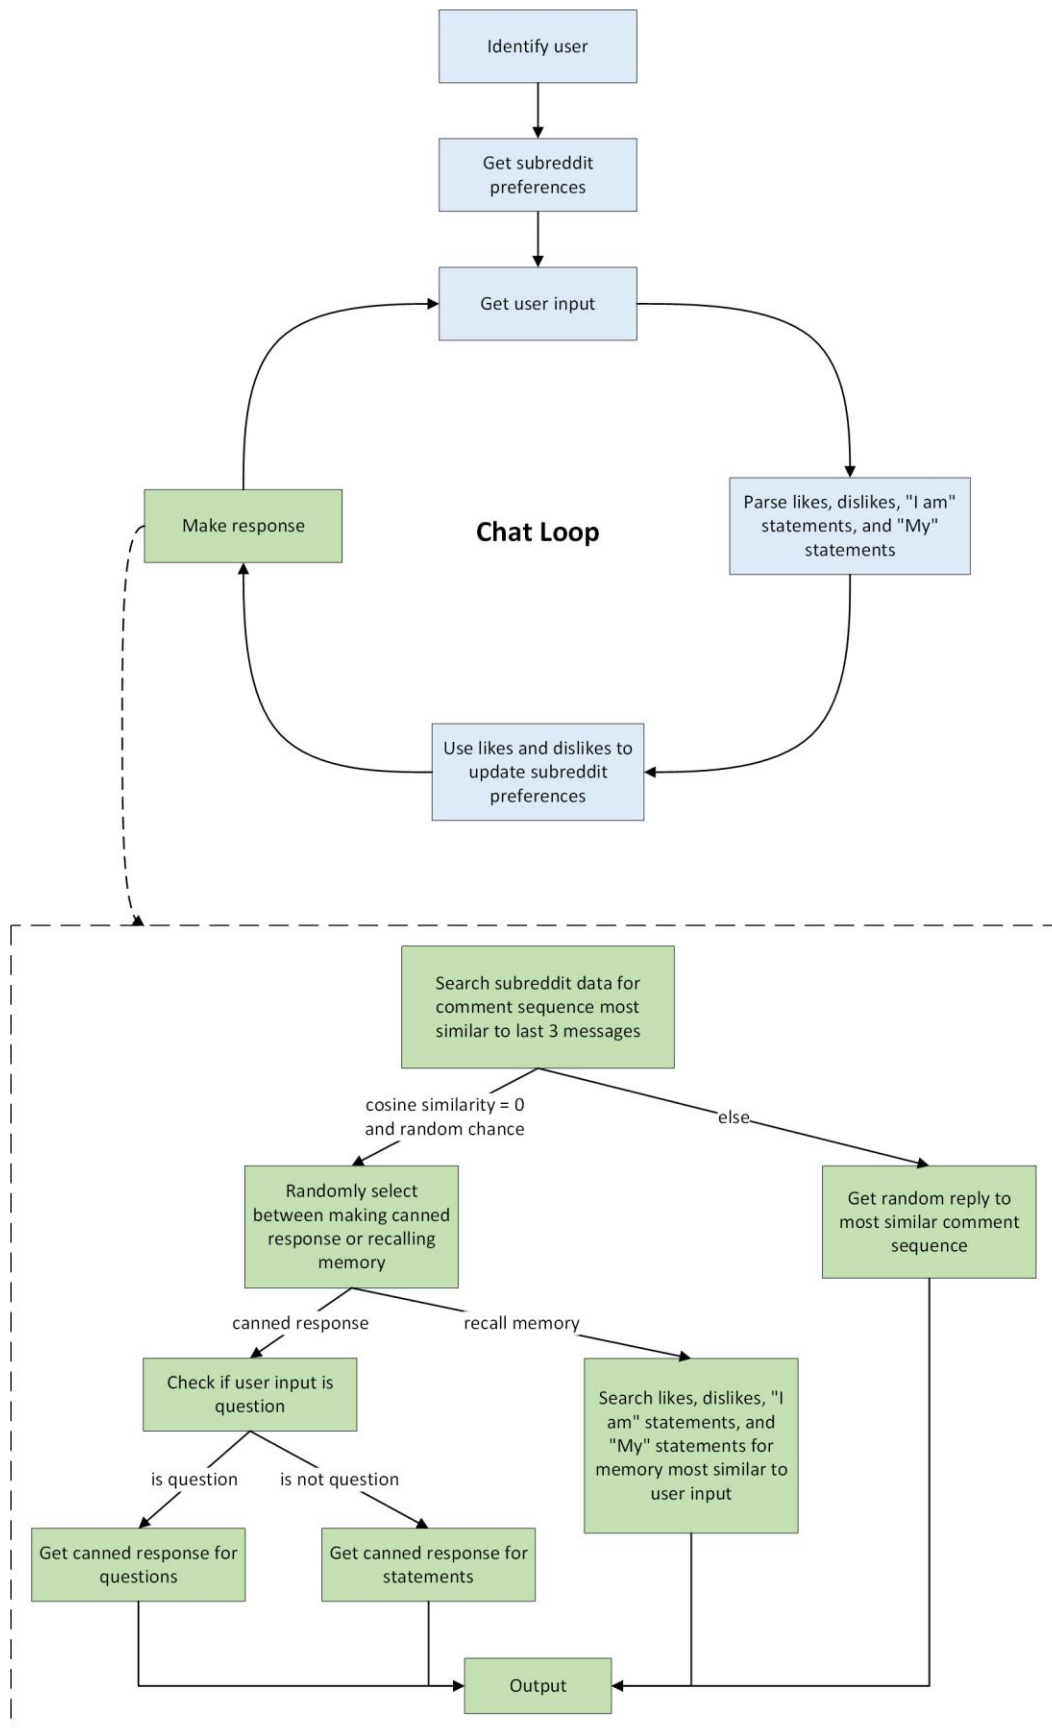 Identify user
Get subreddit
preferences
Get user input
Parse likes, dislikes, "I am"
statements, and "My"
statements
Make response
Chat Loop
Use likes and dislikes to
update subreddit
preferences
Search subreddit data for
comment sequence most
similar to last 3 messages
cosine similarity = 0
and random chance
else
Randomly select
between making canned
response or recalling
memory
Get random reply to
most similar comment
sequence
canned response
recall memory
Check if user input is
question
Search likes, dislikes, "I
am" statements, and
"My" statements for
memory most similar to
user input
is question
is not question
Get canned response for
questions
Get canned response for
statements
Output